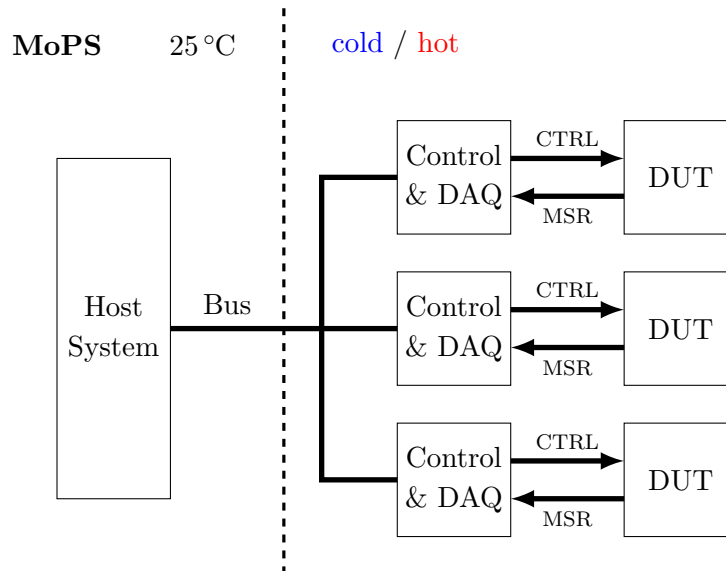 MoPS 25 °C cold / hot
Control
& DAQ
CTRL
MSR
DUT
Host
System
Bus
Control
& DAQ
CTRL
MSR
DUT
Control
& DAQ
CTRL
MSR
DUT